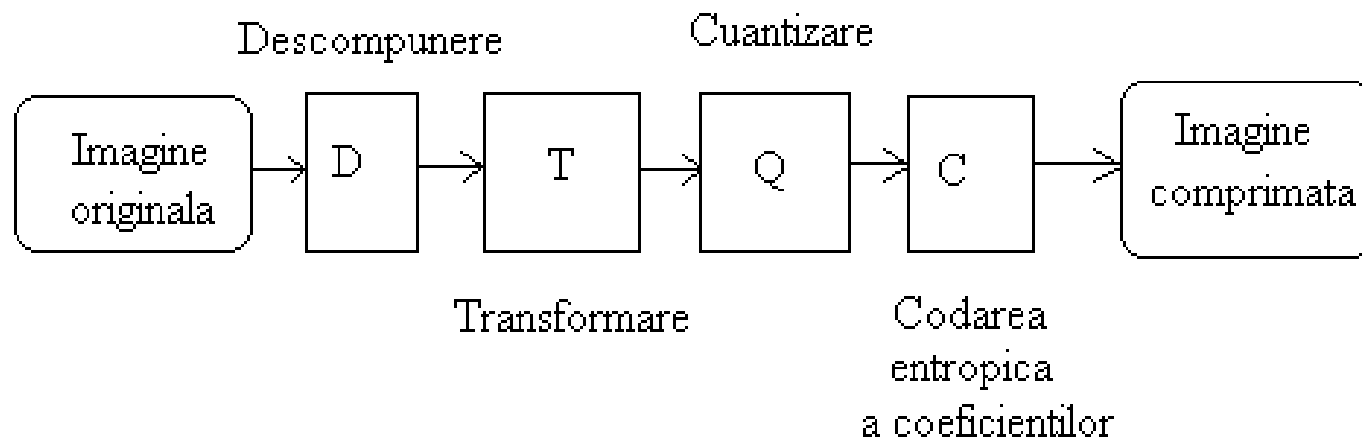 Descompunere
Cuantizare
Imagine
originala
D
T
Q
C
Imagine
comprimata
Transformare
Codarea
entropica
a coeficientilor